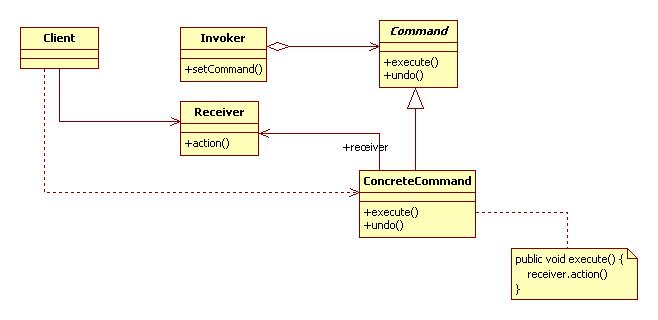 Client
Invoker
+setCommand()
Command
+execute()
+undo()
Receiver
+action()
+receiver
ConcreteCommand
+execute()
+undo()
public void execute() {
receiver.action()
}